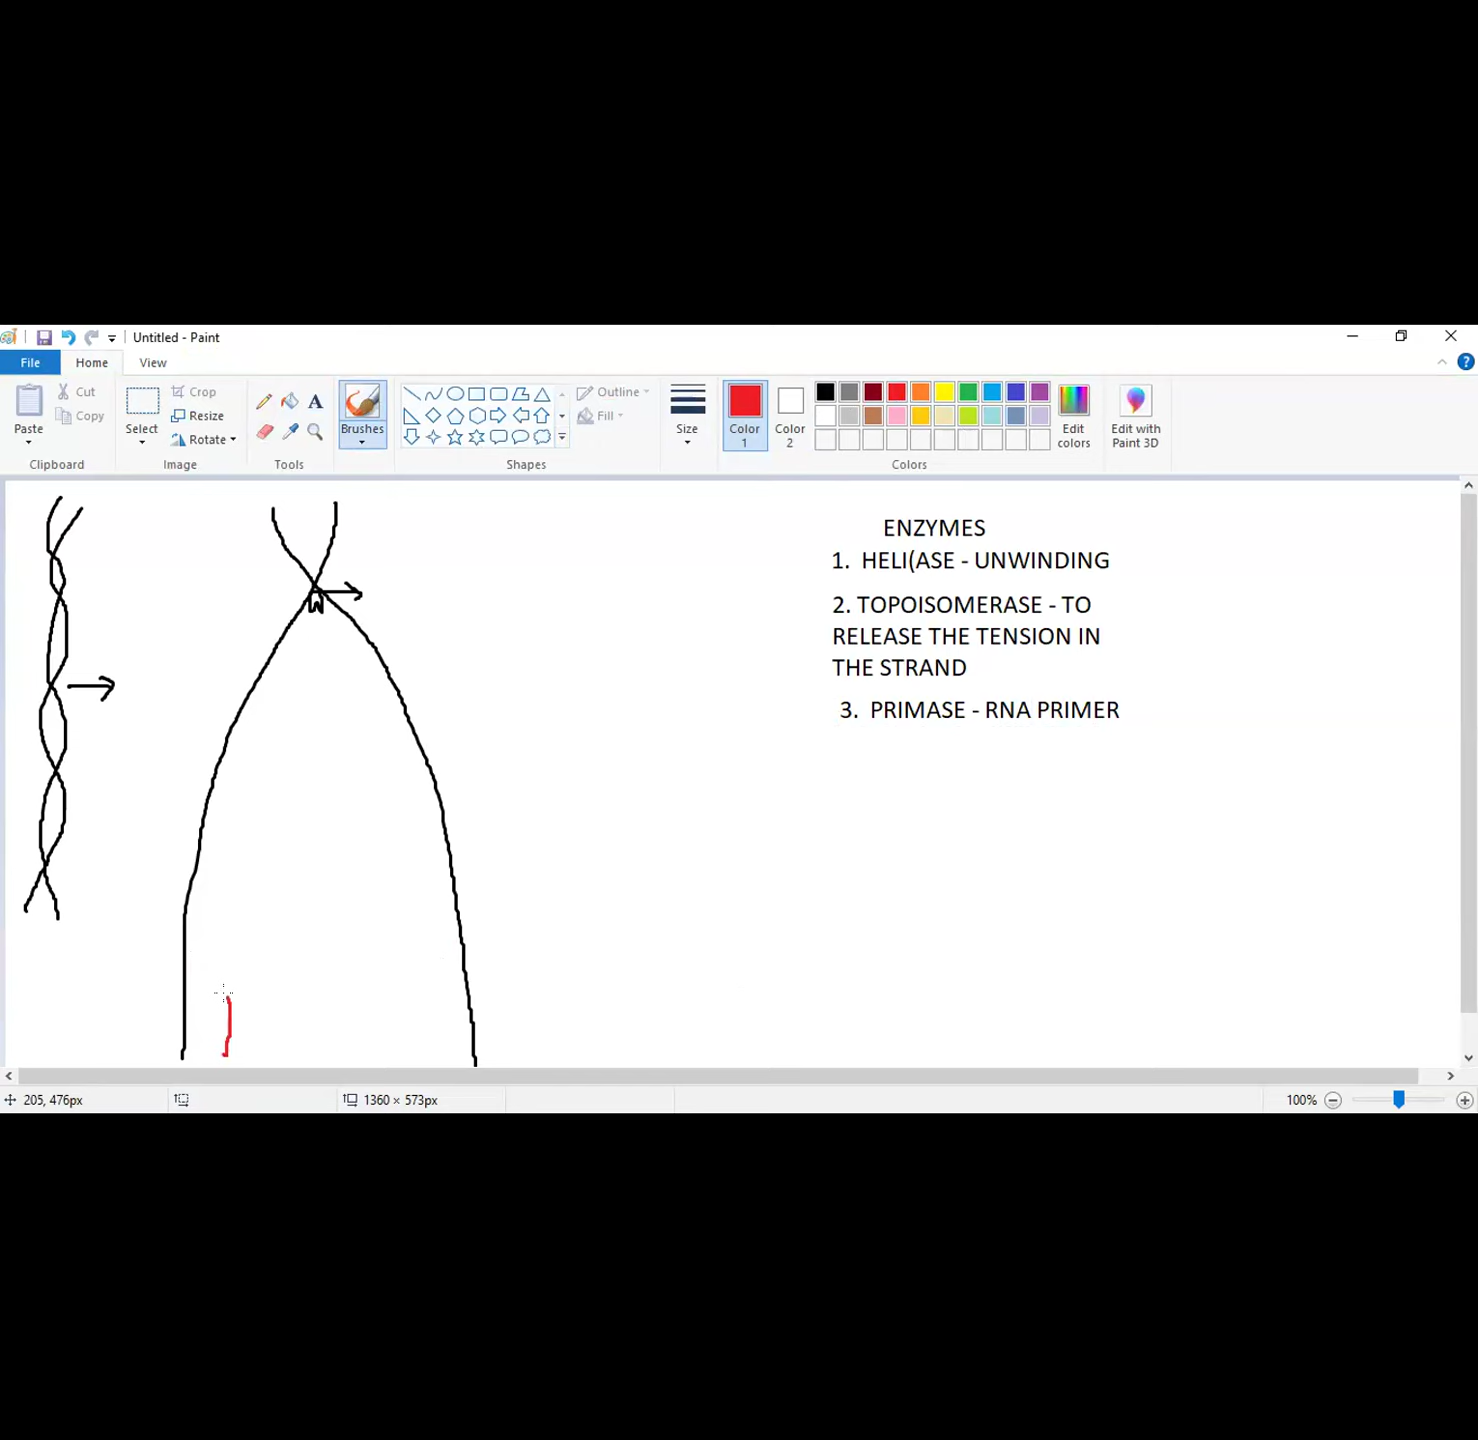 Untitled - Paint
File Home View
Cut Crop Outline
Copy Resize Fill
Paste Select Rotate Brushes Size Color 1 Color 2 Edit colors Edit with Paint 3D
Clipboard Image Tools Shapes Colors
ENZYMES
1. HELI(ASE - UNWINDING
2. TOPOISOMERASE - TO
RELEASE THE TENSION IN
THE STRAND
3. PRIMASE - RNA PRIMER
205, 476px 1360 × 573px 100%